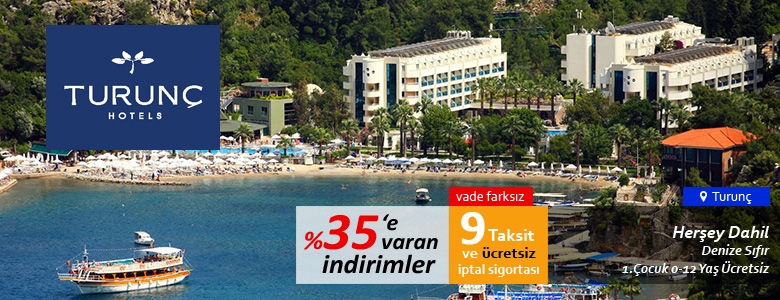 TURUNÇ
HOTELS
%35'e varan
indirimler
vade farksız
9 Taksit
ve ücretsiz
iptal sigortası
Turunç
Herşey Dahil
Denize Sıfır
1.Çocuk 0-12 Yaş Ücretsiz